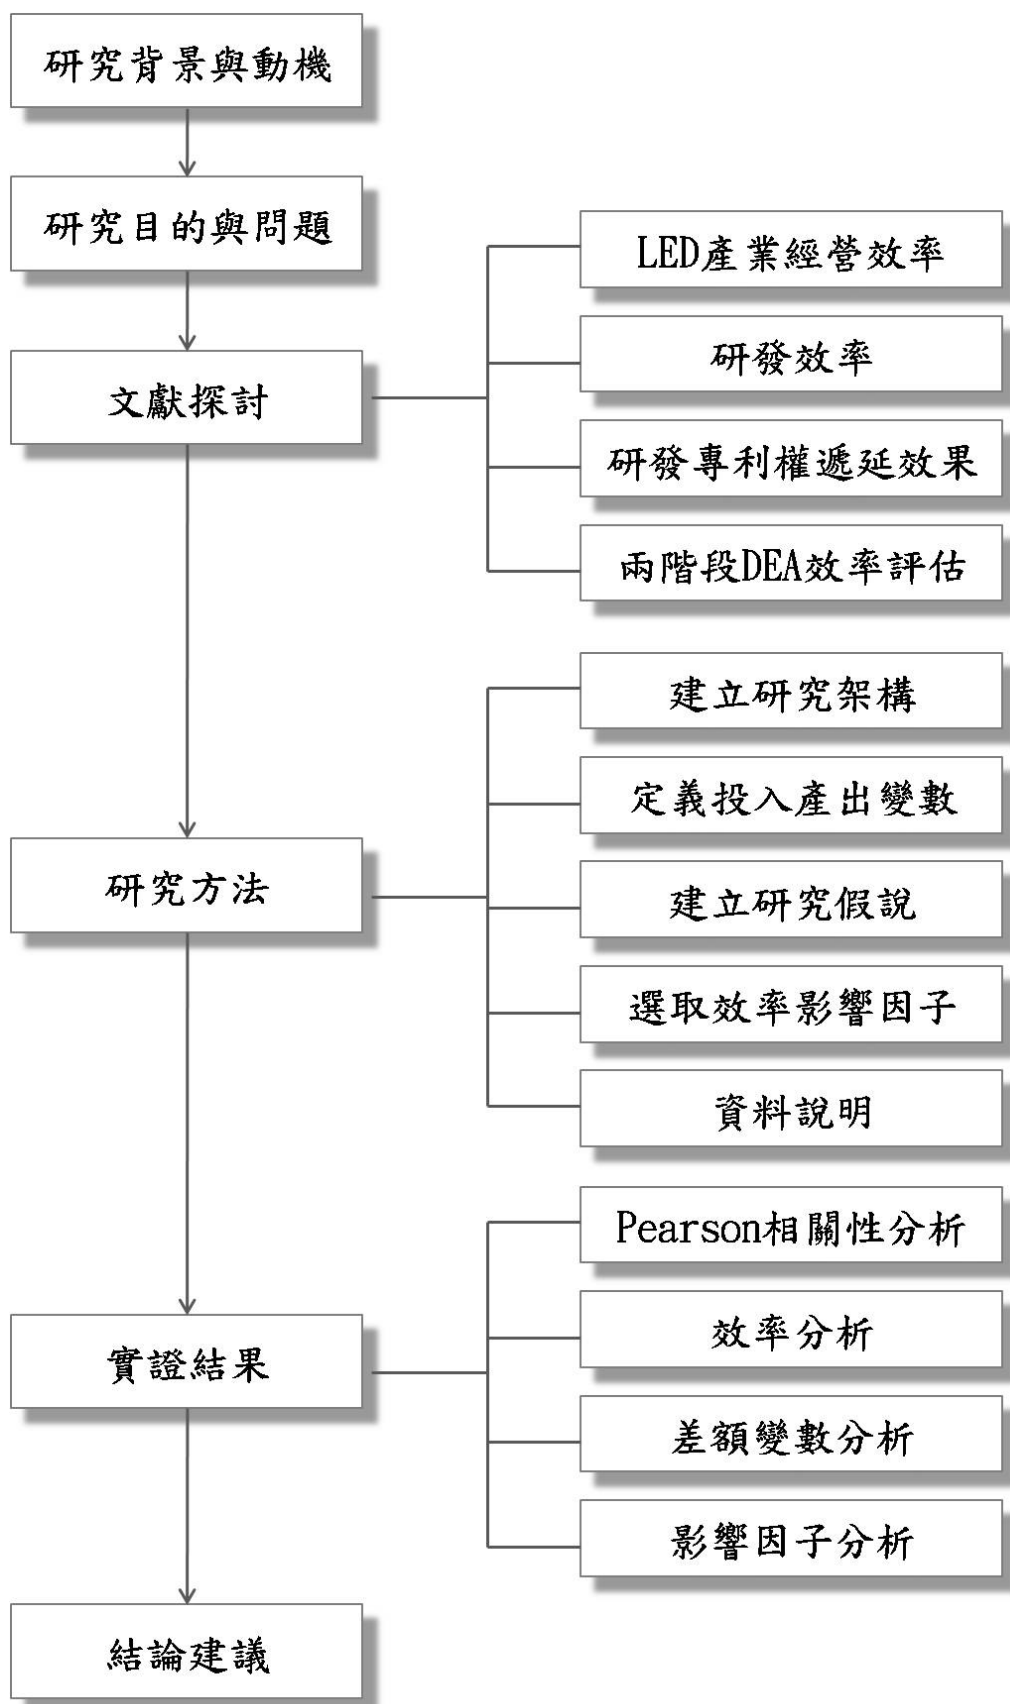 研究背景與動機
研究目的與問題
文獻探討
LED產業經營效率
研發效率
研發專利權遞延效果
兩階段DEA效率評估
研究方法
建立研究架構
定義投入產出變數
建立研究假說
選取效率影響因子
資料說明
實證結果
Pearson相關性分析
效率分析
差額變數分析
影響因子分析
結論建議